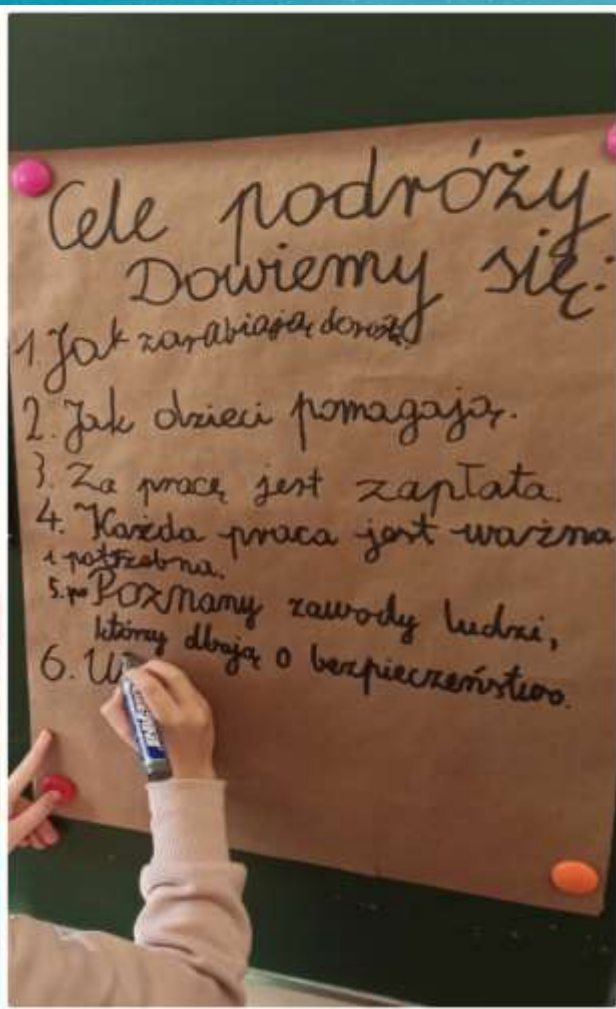 Cele podróży
Dowiemy się:
1. Jak zarabiają dorośli.
2. Jak dzieci pomagają.
3. Za pracę jest zapłata.
4. Każda praca jest ważna
i potrzebna.
5. po Poznamy zawody ludzi,
którzy dbają o bezpieczeństwo.
6. U